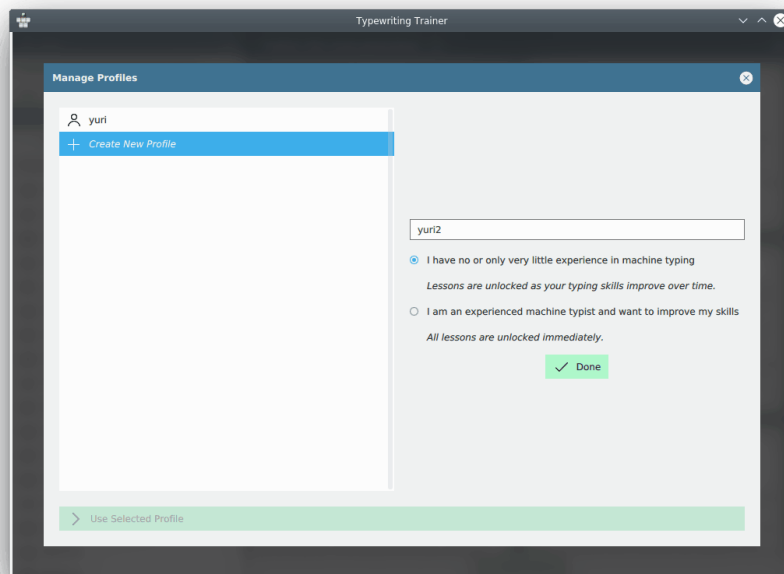 Typewriting Trainer
Manage Profiles
yuri
Create New Profile
yuri2
I have no or only very little experience in machine typing
Lessons are unlocked as your typing skills improve over time.
I am an experienced machine typist and want to improve my skills
All lessons are unlocked immediately.
Done
Use Selected Profile